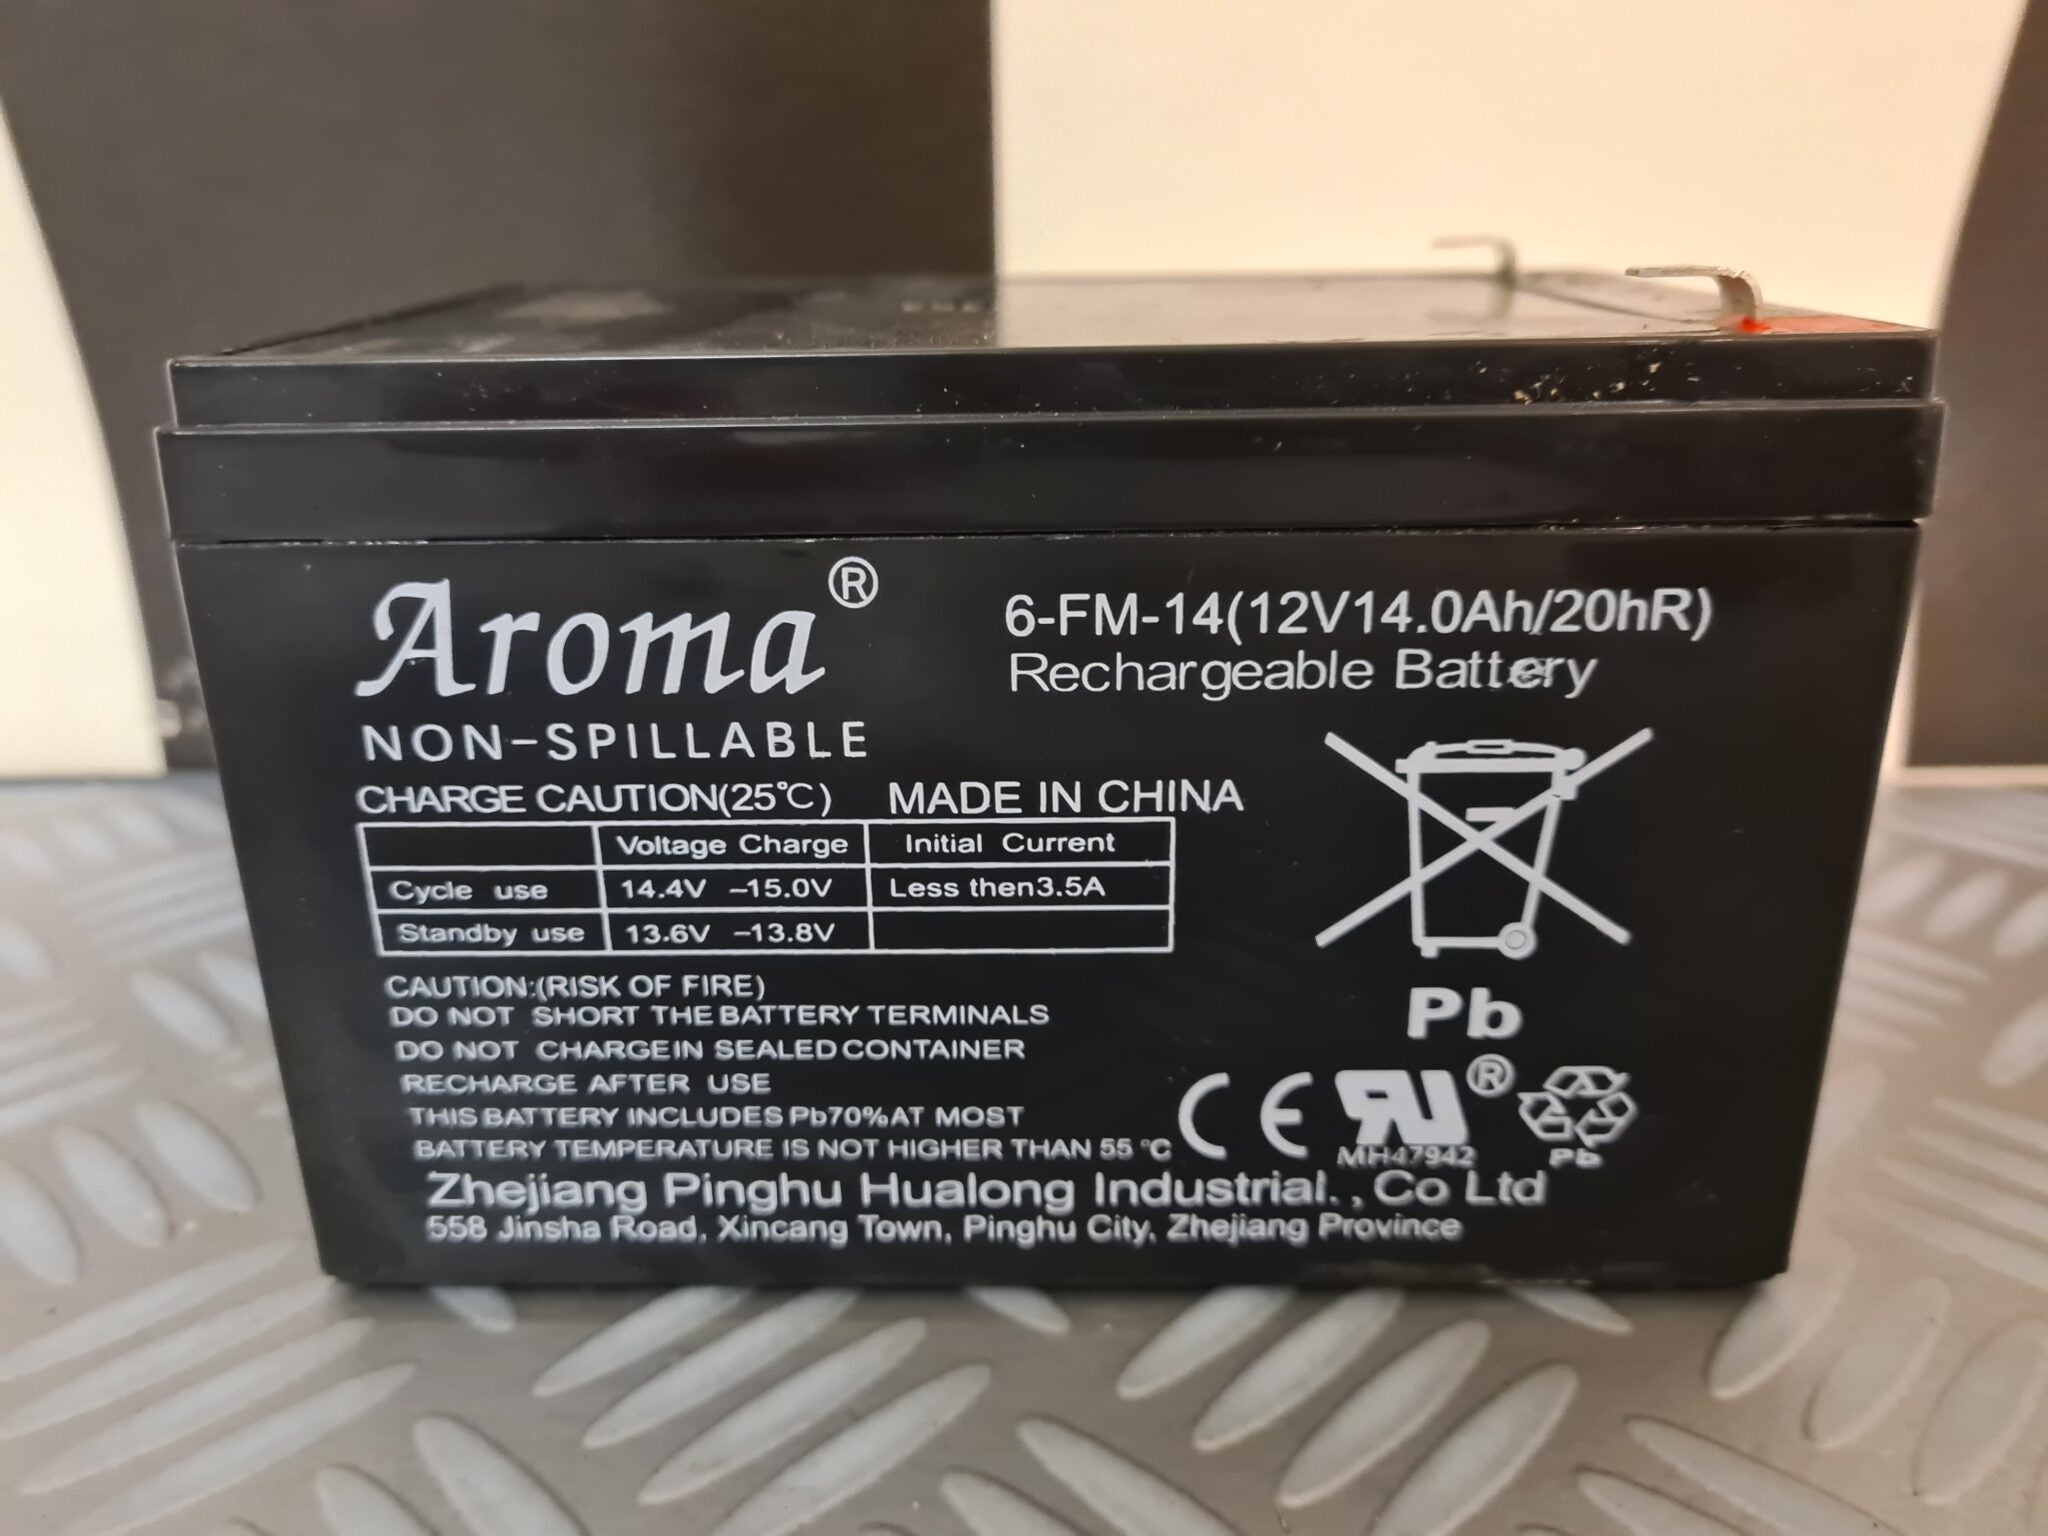 Aroma®
6-FM-14(12V14.0Ah/20hR)
Rechargeable Battery
NON-SPILLABLE
CHARGE CAUTION(25℃) MADE IN CHINA
Voltage Charge Initial Current
Cycle use 14.4V –15.0V Less then3.5A
Standby use 13.6V –13.8V
CAUTION:(RISK OF FIRE)
DO NOT SHORT THE BATTERY TERMINALS
DO NOT CHARGEIN SEALED CONTAINER
RECHARGE AFTER USE
THIS BATTERY INCLUDES Pb70%AT MOST
BATTERY TEMPERATURE IS NOT HIGHER THAN 55 ℃
Pb
CE RU®
MH47942
Pb
Zhejiang Pinghu Hualong Industrial. , Co Ltd
558 Jinsha Road, Xincang Town, Pinghu City, Zhejiang Province